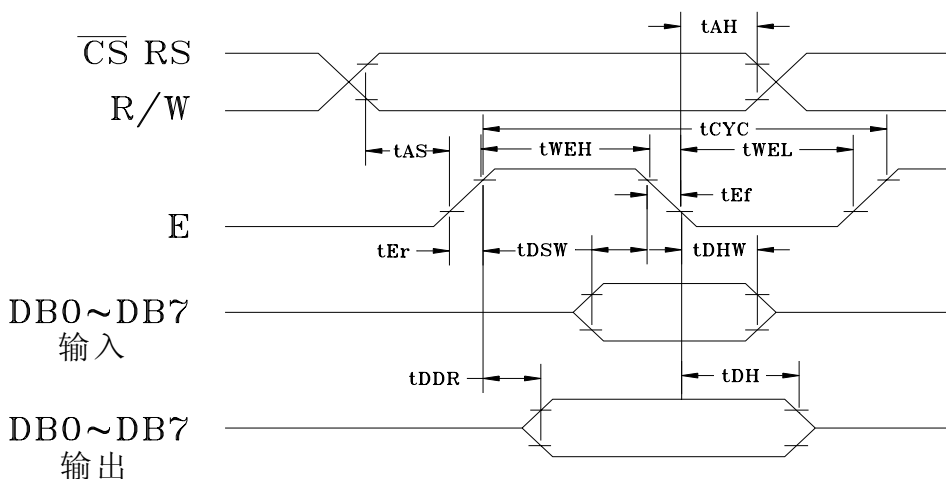 tAH
C̅S̅ RS
R/W
tCYC
tAS
tWEH
tWEL
tEf
E
tEr
tDSW
tDHW
DB0~DB7
输入
tDDR
tDH
DB0~DB7
输出